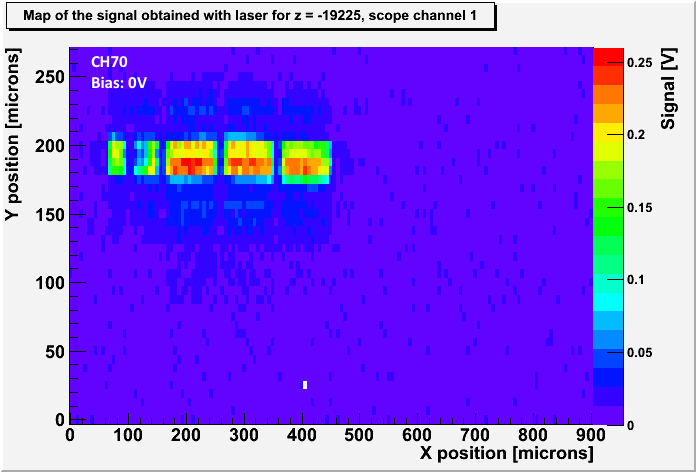 Map of the signal obtained with laser for z = -19225, scope channel 1
CH70
Bias: 0V
Y position [microns]
250
200
150
100
50
0
0 100 200 300 400 500 600 700 800 900
X position [microns]
Signal [V]
0.25
0.2
0.15
0.1
0.05
0